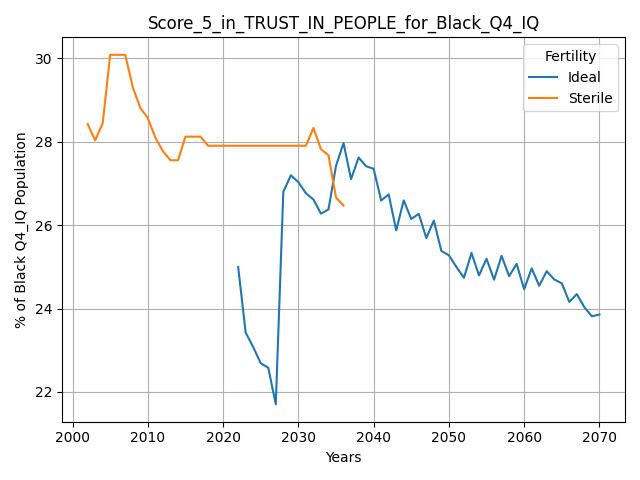 Score_5_in_TRUST_IN_PEOPLE_for_Black_Q4_IQ
% of Black Q4_IQ Population
30
28
26
24
22
Fertility
Ideal
Sterile
2000 2010 2020 2030 2040 2050 2060 2070
Years